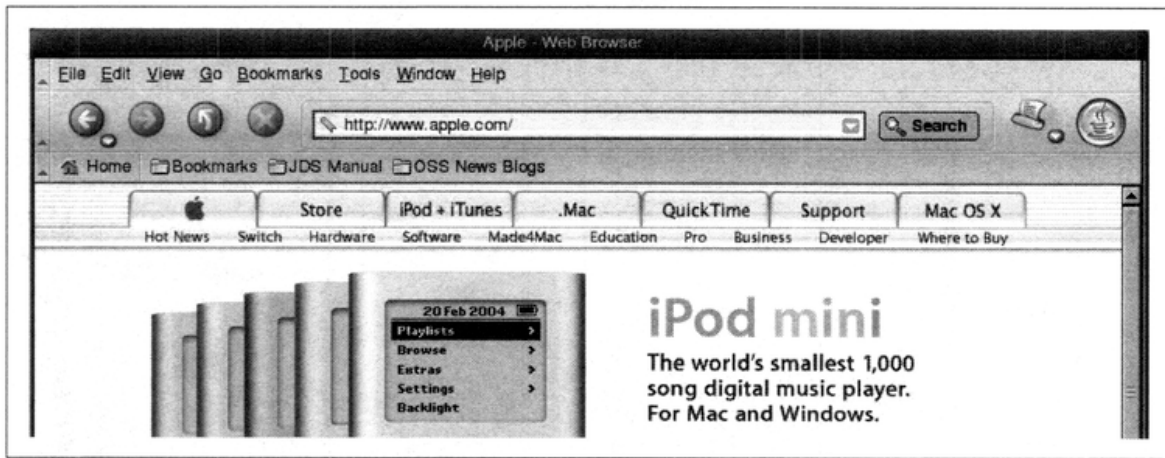 Apple - Web Browser
File Edit View Go Bookmarks Tools Window Help
http://www.apple.com/ Search
Home Bookmarks JDS Manual OSS News Blogs
Store iPod + iTunes .Mac QuickTime Support Mac OS X
Hot News Switch Hardware Software Made4Mac Education Pro Business Developer Where to Buy
20 Feb 2004
Playlists >
Browse >
Extras >
Settings >
Backlight
iPod mini
The world's smallest 1,000
song digital music player.
For Mac and Windows.